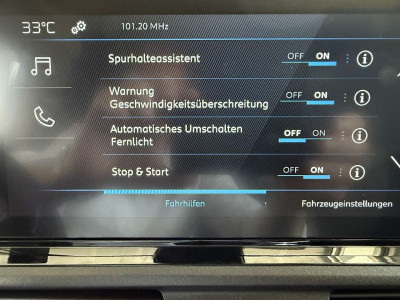 33°C 101.20 MHz
Spurhalteassistent OFF ON
Warnung
Geschwindigkeitsüberschreitung OFF ON
Automatisches Umschalten
Fernlicht OFF ON
Stop & Start OFF ON
Fahrhilfen Fahrzeugeinstellungen